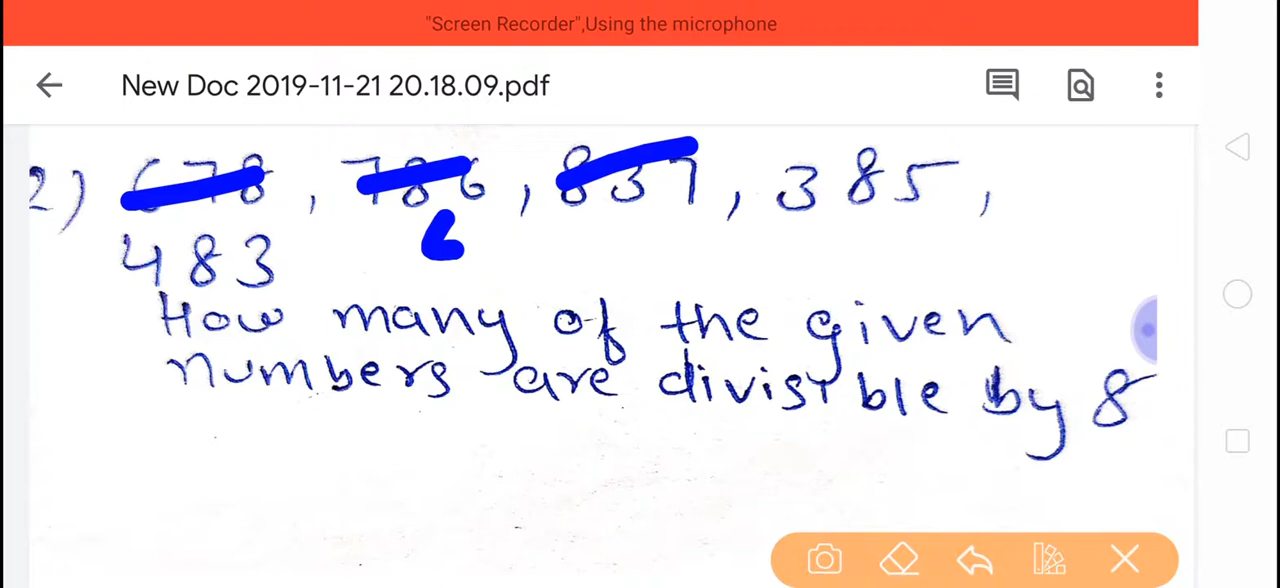 "Screen Recorder",Using the microphone
New Doc 2019-11-21 20.18.09.pdf
2) 678, 786, 837, 385,
6
483
How many of the given
numbers are divisible by 8